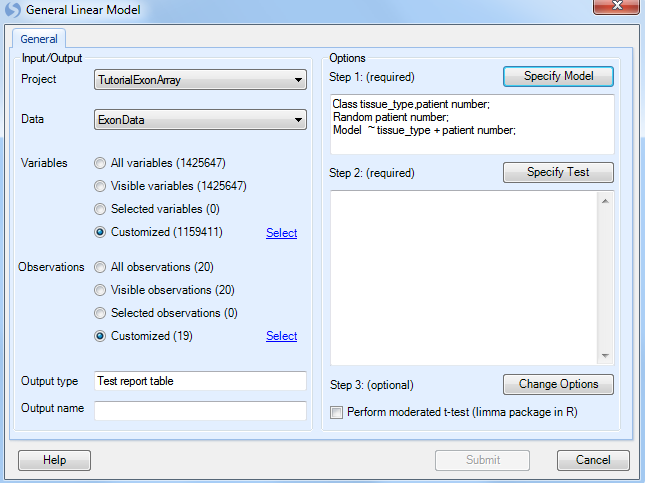 General Linear Model
General
Input/Output
Project
TutorialExonArray
Data
ExonData
Variables
All variables (1425647)
Visible variables (1425647)
Selected variables (0)
Customized (1159411)
Select
Observations
All observations (20)
Visible observations (20)
Selected observations (0)
Customized (19)
Select
Output type
Test report table
Output name
Options
Step 1: (required)
Specify Model
Class tissue_type,patient number;
Random patient number;
Model ~ tissue_type + patient number;
Step 2: (required)
Specify Test
Step 3: (optional)
Change Options
Perform moderated t-test (limma package in R)
Help
Submit
Cancel